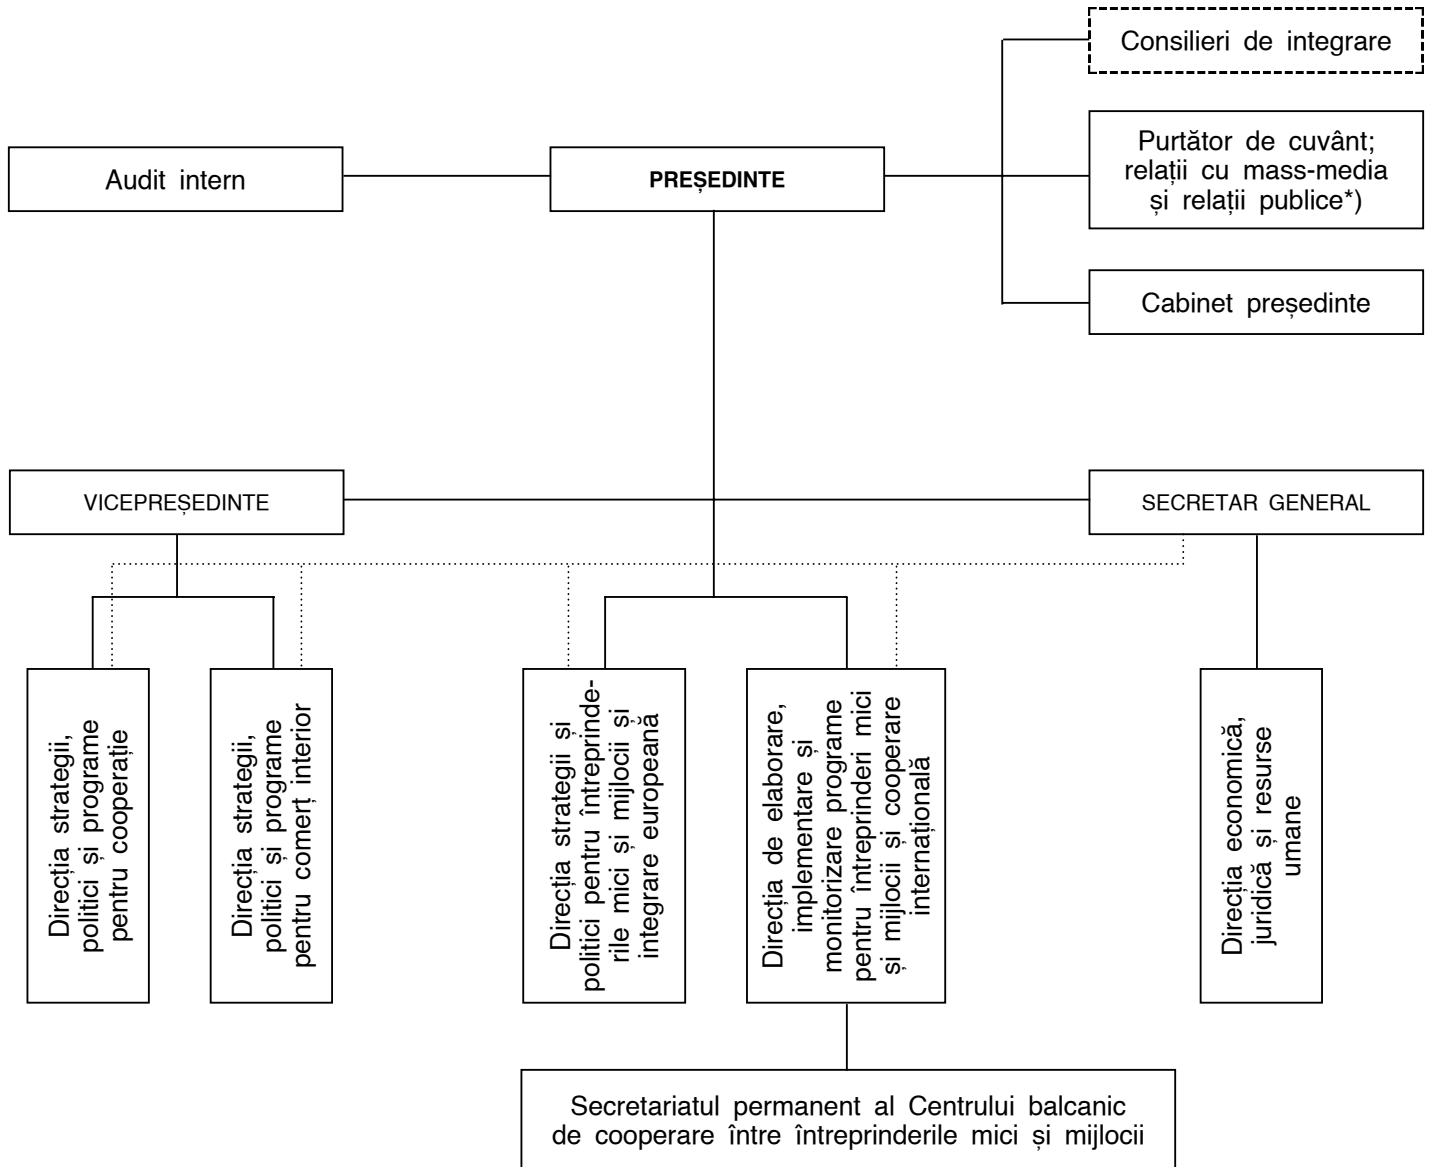 Consilieri de integrare
Audit intern
PREȘEDINTE
Purtător de cuvânt;
relații cu mass-media
și relații publice*)
Cabinet președinte
VICEPREȘEDINTE
SECRETAR GENERAL
Direcția strategii,
politici și programe
pentru cooperație
Direcția strategii,
politici și programe
pentru comerț interior
Direcția strategii și
politici pentru întreprinde-
rile mici și mijlocii și
integrare europeană
Direcția de elaborare,
implementare și
monitorizare programe
pentru întreprinderi mici
și mijlocii și cooperare
internațională
Direcția economică,
juridică și resurse
umane
Secretariatul permanent al Centrului balcanic
de cooperare între întreprinderile mici și mijlocii